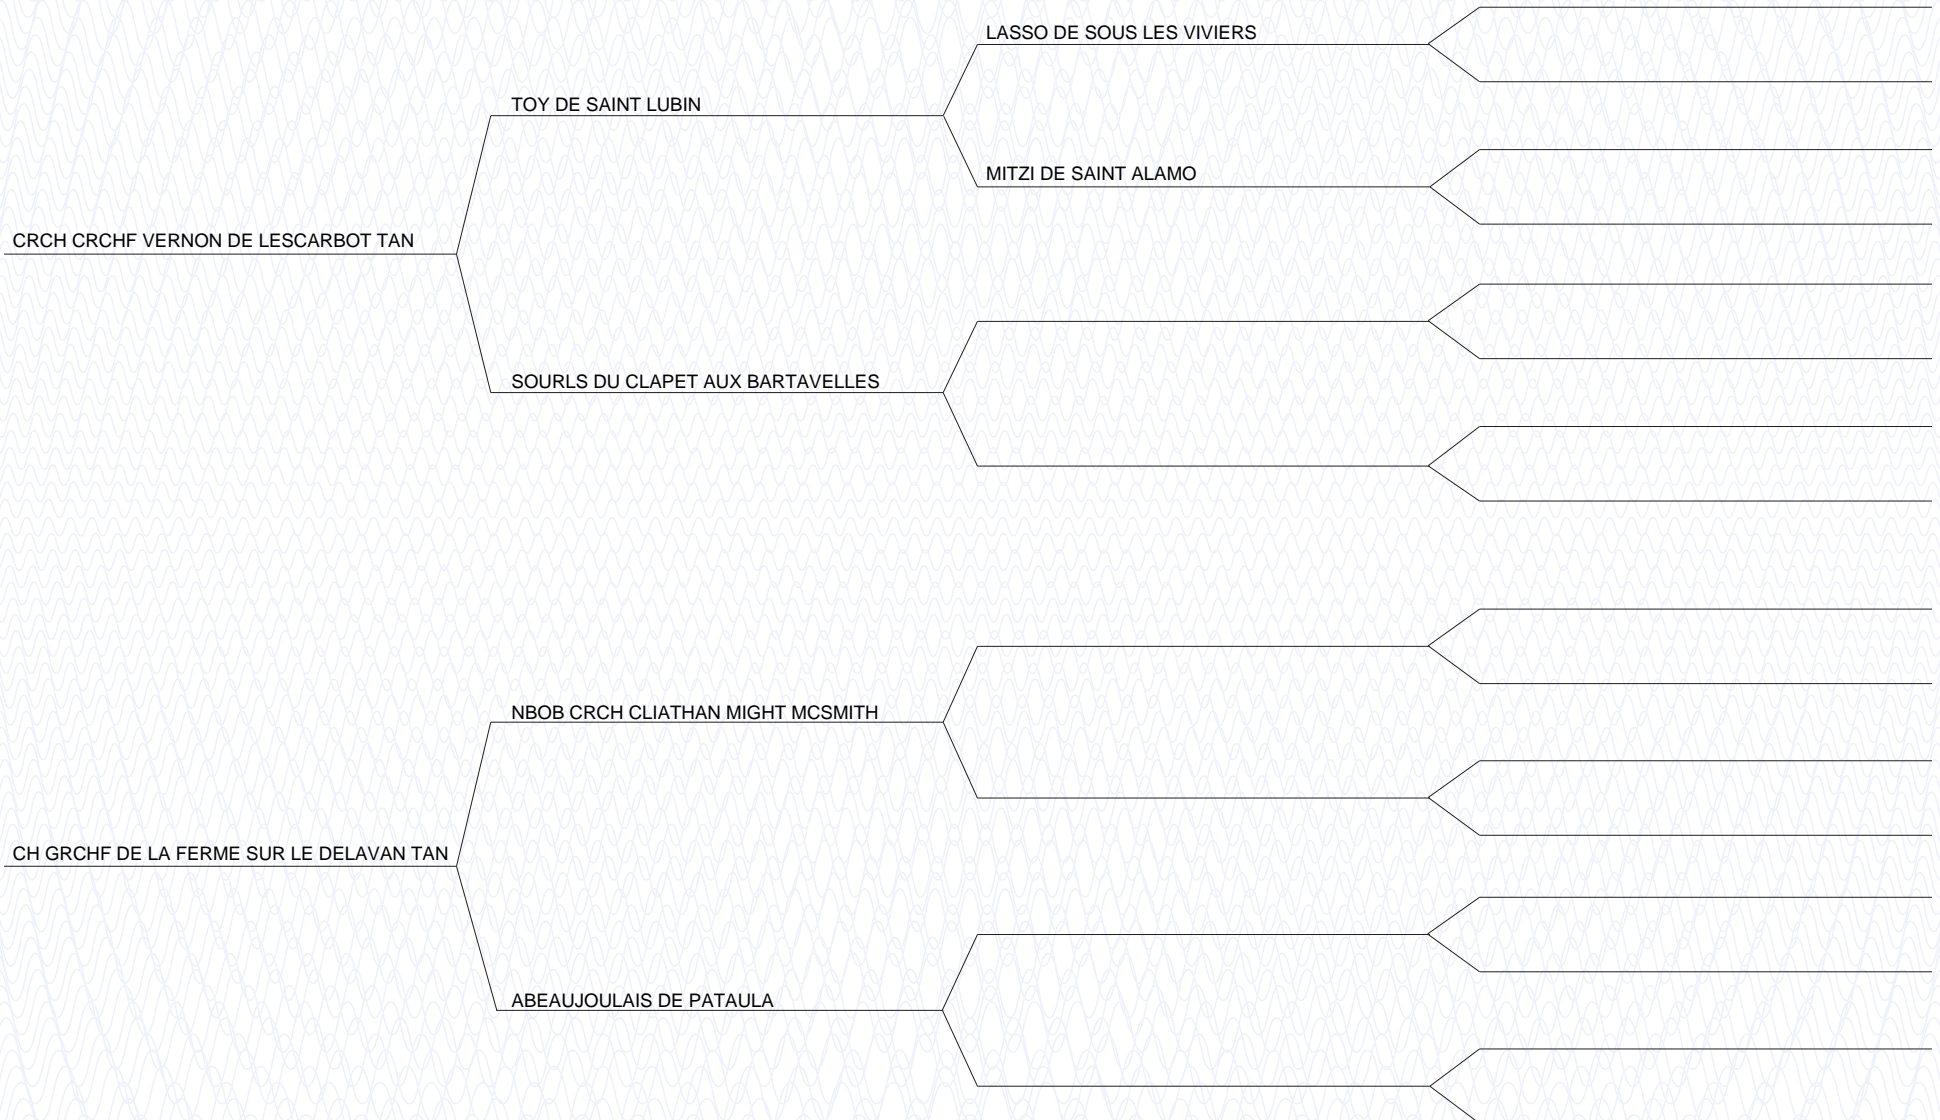 LASSO DE SOUS LES VIVIERS
TOY DE SAINT LUBIN
MITZI DE SAINT ALAMO
CRCH CRCHF VERNON DE LESCARBOT TAN
SOURLS DU CLAPET AUX BARTAVELLES
NBOB CRCH CLIATHAN MIGHT MCSMITH
CH GRCHF DE LA FERME SUR LE DELAVAN TAN
ABEAUJOULAIS DE PATAULA